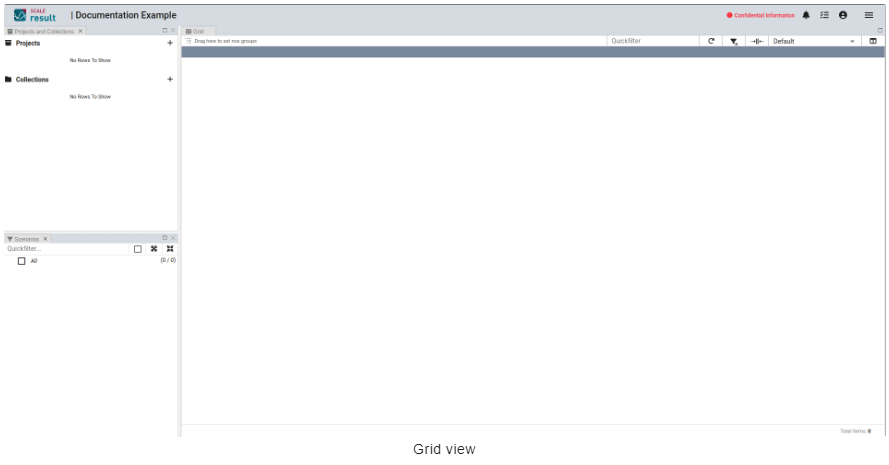 SCALE
result
| Documentation Example
Confidential Information
Projects and Collections
Projects
No Rows To Show
Collections
No Rows To Show
Scenarios
Quickfilter...
All
(0 / 0)
Grid
Drag here to set row groups
Quickfilter
Default
Total Items: 0
Grid view